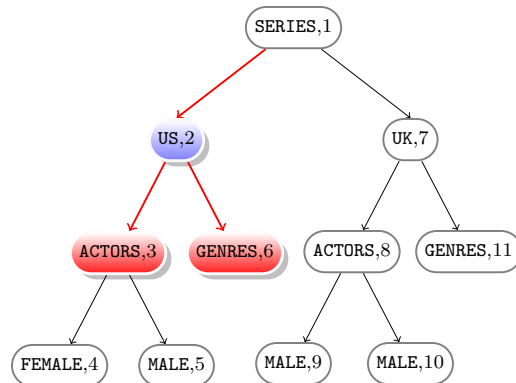 SERIES,1
US,2
UK,7
ACTORS,3
GENRES,6
ACTORS,8
GENRES,11
FEMALE,4
MALE,5
MALE,9
MALE,10